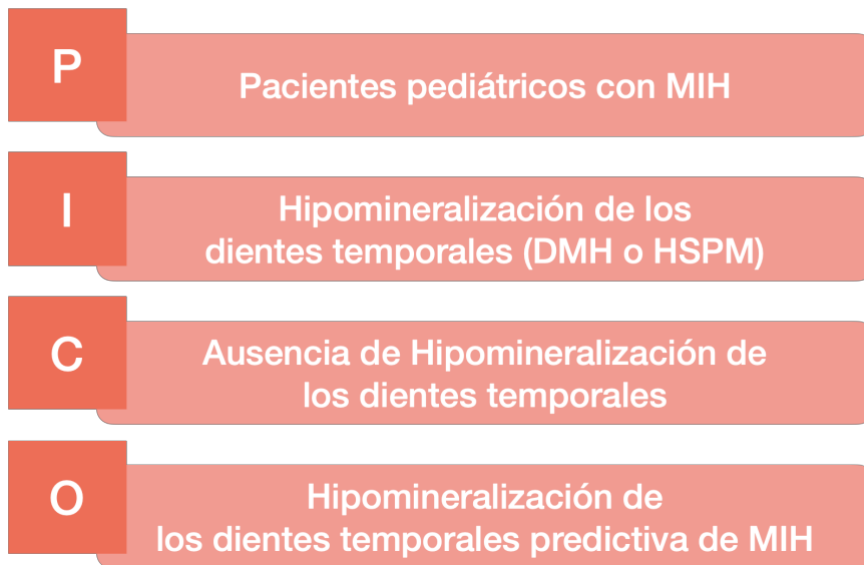 P
Pacientes pediátricos con MIH
I
Hipomineralización de los
dientes temporales (DMH o HSPM)
C
Ausencia de Hipomineralización de
los dientes temporales
O
Hipomineralización de
los dientes temporales predictiva de MIH